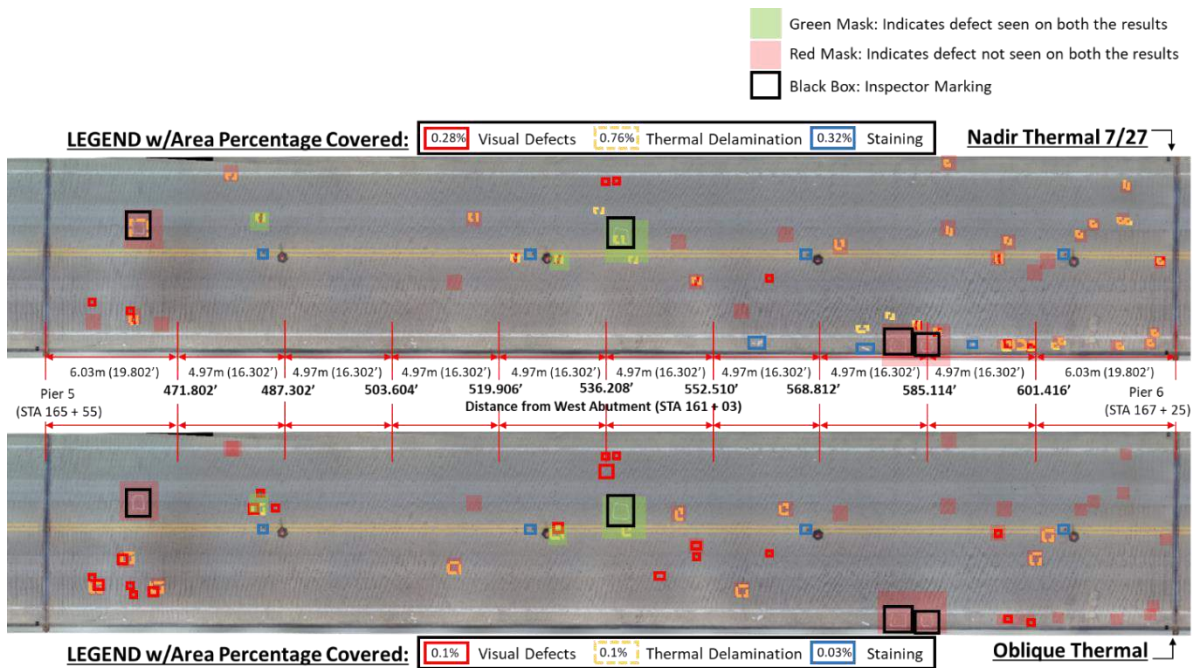 Green Mask: Indicates defect seen on both the results
Red Mask: Indicates defect not seen on both the results
Black Box: Inspector Marking
LEGEND w/Area Percentage Covered: 0.28% Visual Defects 0.76% Thermal Delamination 0.32% Staining Nadir Thermal 7/27
6.03m (19.802’) 4.97m (16.302’) 4.97m (16.302’) 4.97m (16.302’) 4.97m (16.302’) 4.97m (16.302’) 4.97m (16.302’) 4.97m (16.302’) 4.97m (16.302’) 6.03m (19.802’)
Pier 5 471.802’ 487.302’ 503.604’ 519.906’ 536.208’ 552.510’ 568.812’ 585.114’ 601.416’ Pier 6
(STA 165 + 55) Distance from West Abutment (STA 161 + 03) (STA 167 + 25)
LEGEND w/Area Percentage Covered: 0.1% Visual Defects 0.1% Thermal Delamination 0.03% Staining Oblique Thermal